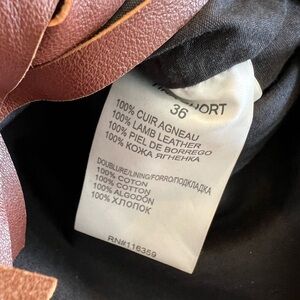 36
100% CUIR AGNEAU
100% LAMB LEATHER
100% PIEL DE BORREGO
100% КОЖА ЯГНЕНКА
DOUBLURE/LINING/FORRO/ПОДКЛАДКА
100% COTON
100% COTTON
100% ALGODÓN
100% ХЛОПОК
RN#116359